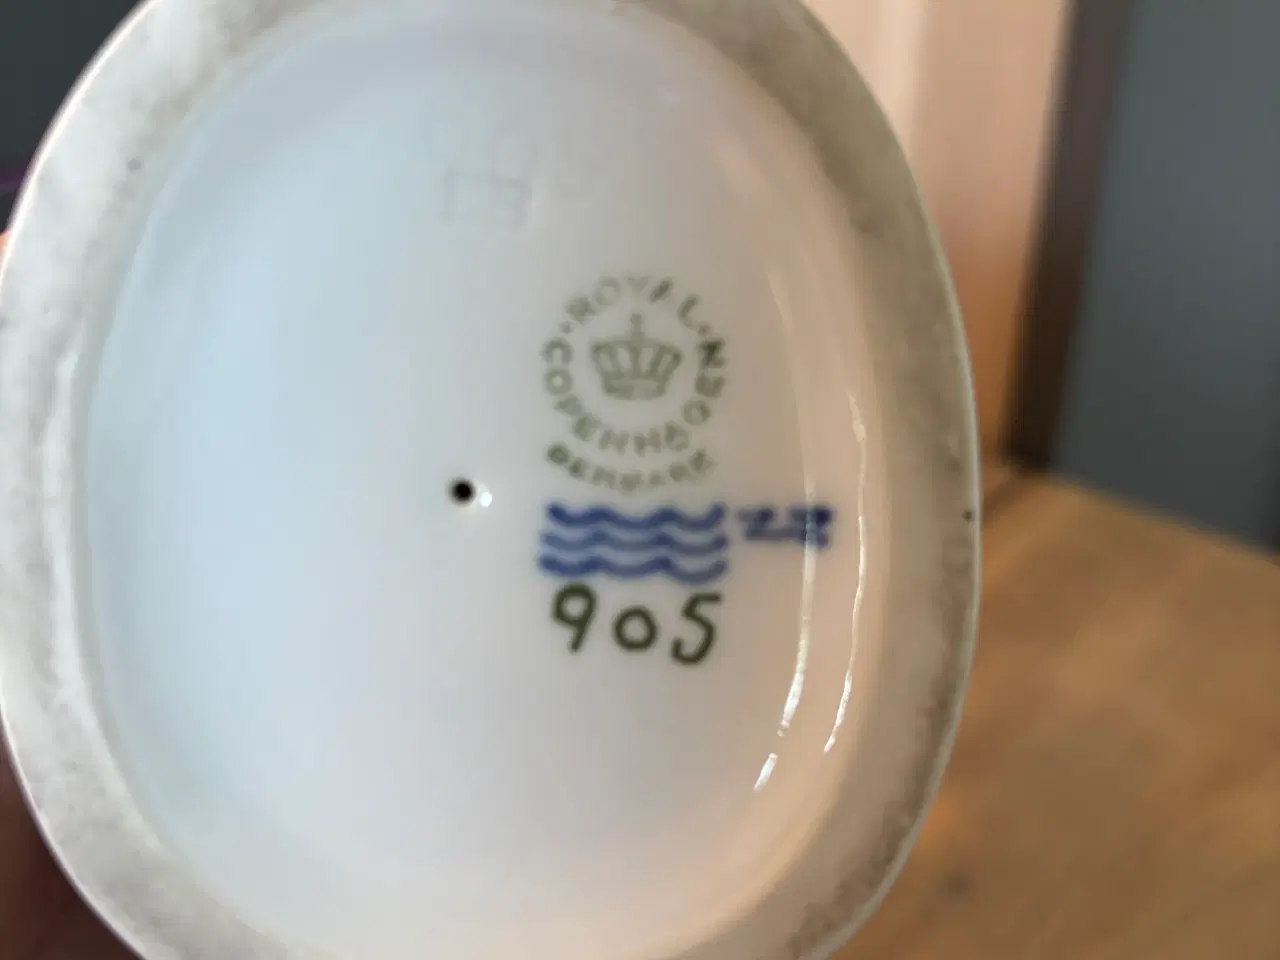 ROYAL
COPENHAGEN
DENMARK
905